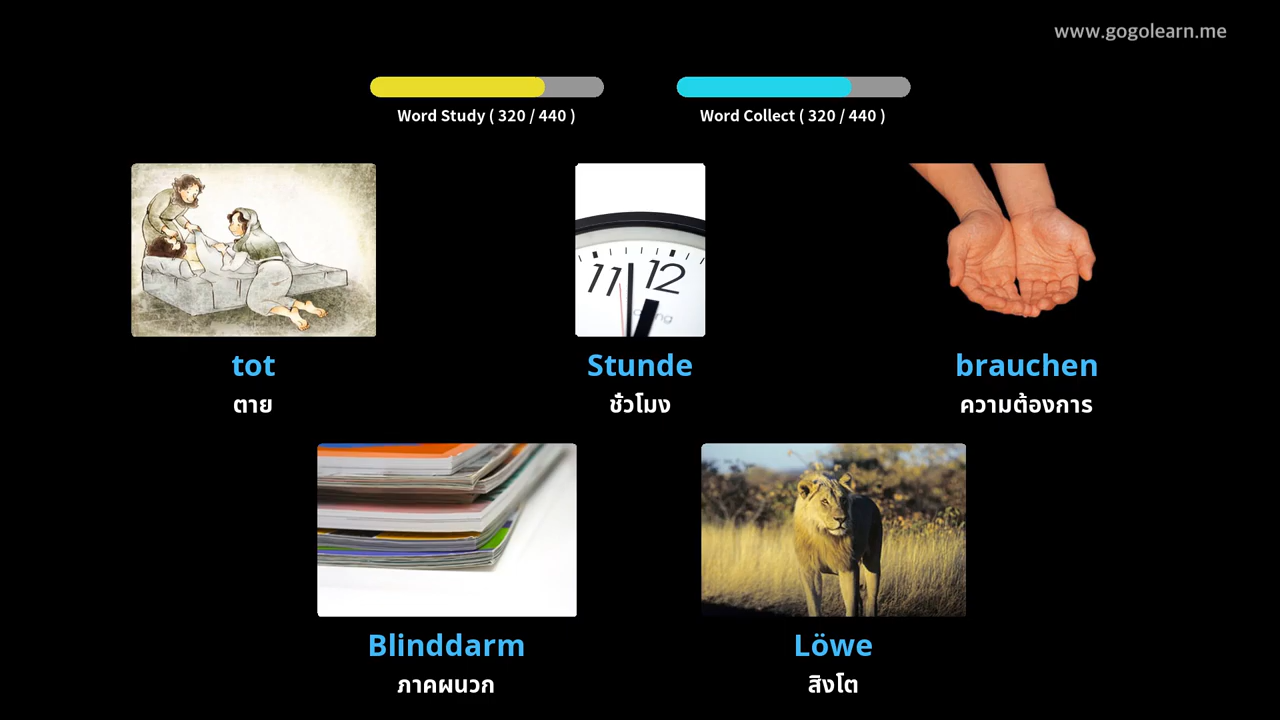 www.gogolearn.me
Word Study ( 320 / 440 )
Word Collect ( 320 / 440 )
11 12
tot
ตาย
Stunde
ชั่วโมง
brauchen
ความต้องการ
Blinddarm
ภาคผนวก
Löwe
สิงโต